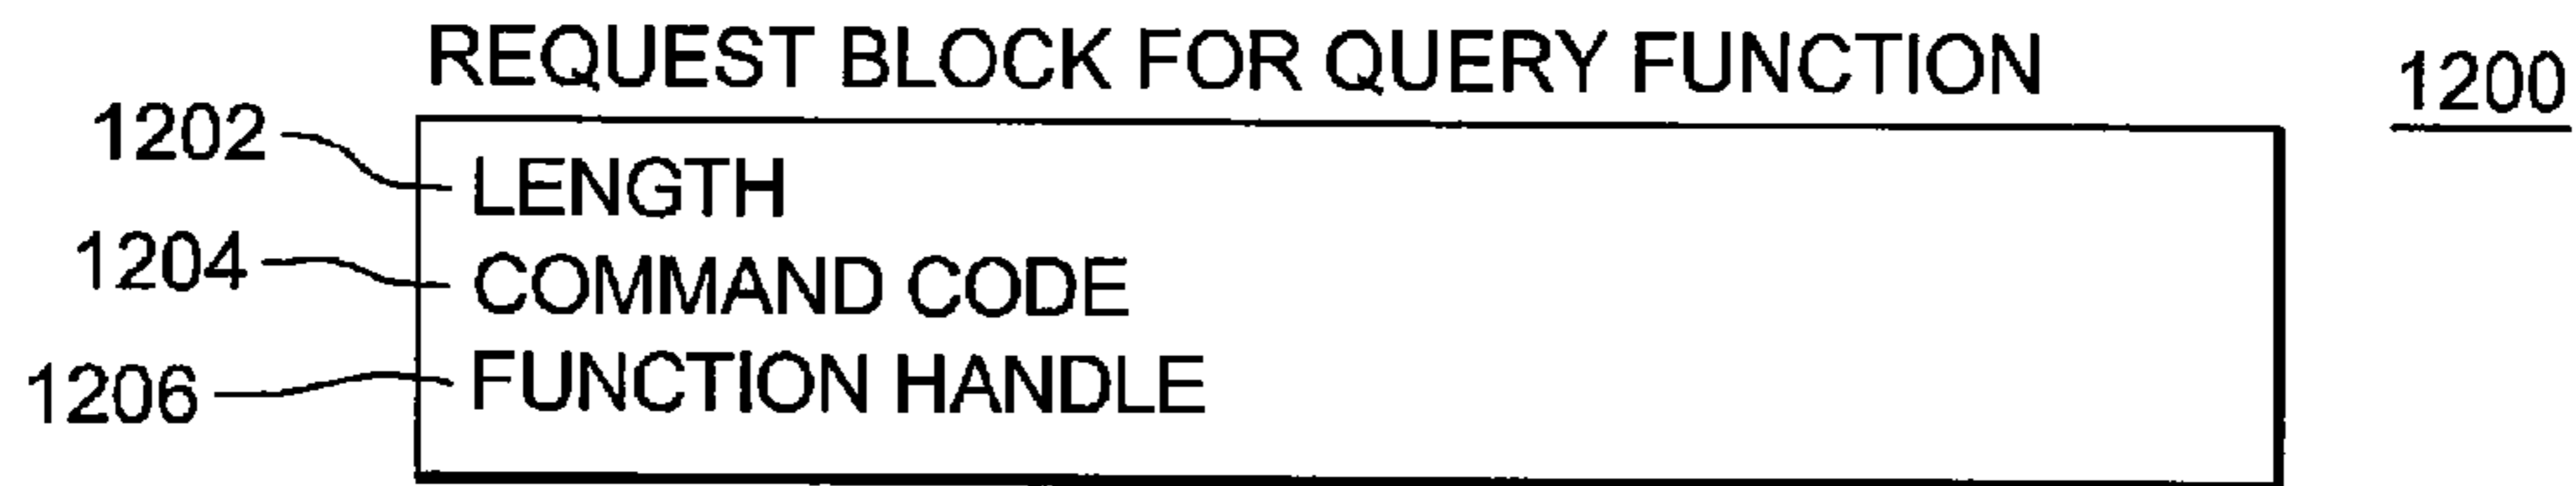 REQUEST BLOCK FOR QUERY FUNCTION 1200
1202 LENGTH
1204 COMMAND CODE
1206 FUNCTION HANDLE